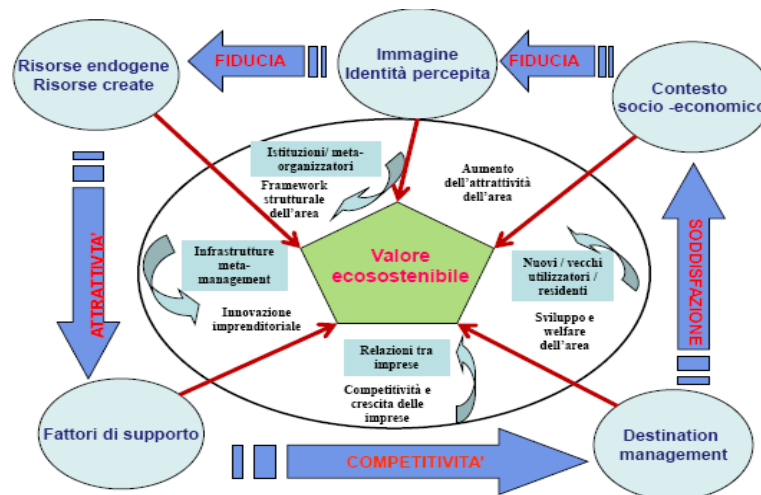 Risorse endogene
Risorse create
FIDUCIA
Immagine
Identità percepita
FIDUCIA
Contesto
socio -economico
Istituzioni/ meta-
organizzatori
Framework
strutturale
dell'area
Aumento
dell'attrattività
dell'area
ATTRATTIVITA'
Infrastrutture
meta-
management
Innovazione
imprenditoriale
Valore
ecosostenibile
Nuovi / vecchi
utilizzatori /
residenti
Sviluppo e
welfare
dell'area
SODDISFAZIONE
Relazioni tra
imprese
Competitività e
crescita delle
imprese
Fattori di supporto
COMPETITIVITA'
Destination
management